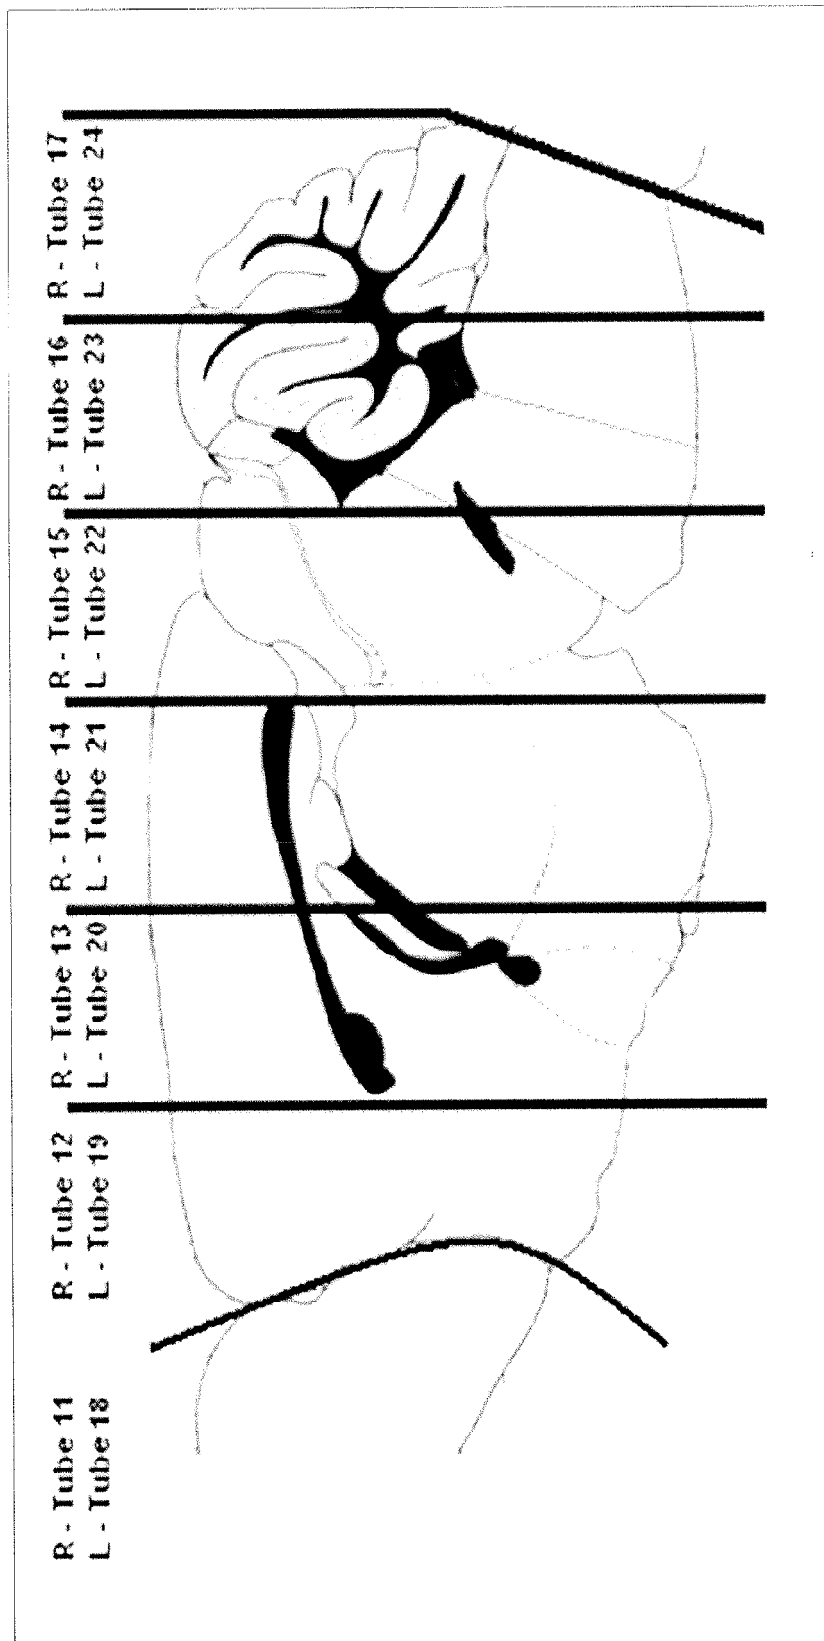 R - Tube 11
L - Tube 18
R - Tube 12
L - Tube 19
R - Tube 13
L - Tube 20
R - Tube 14
L - Tube 21
R - Tube 15
L - Tube 22
R - Tube 16
L - Tube 23
R - Tube 17
L - Tube 24